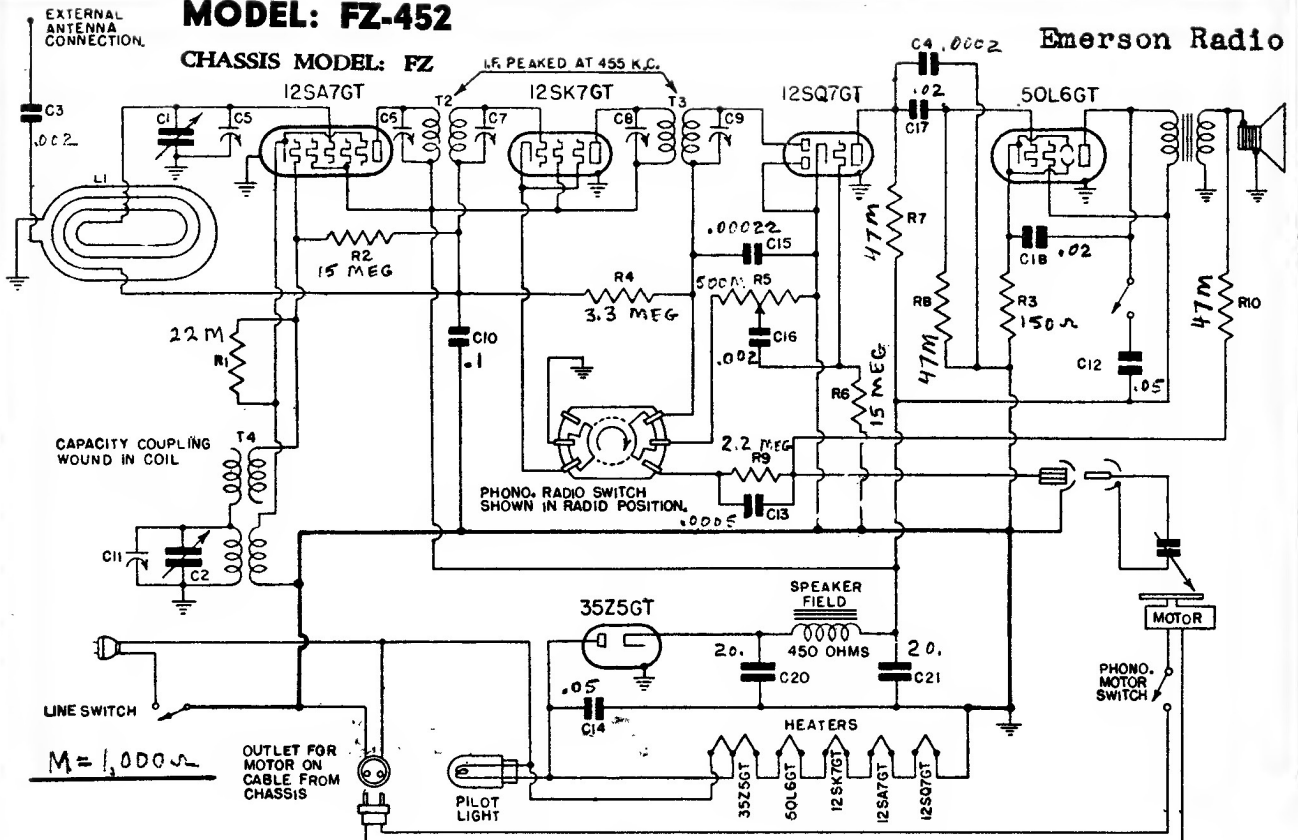 EXTERNAL
ANTENNA
CONNECTION.
MODEL: FZ-452
CHASSIS MODEL: FZ
Emerson Radio
I.F. PEAKED AT 455 K.C.
12SA7GT
12SK7GT
12SQ7GT
50L6GT
C3
.002
C1
C5
C6
T2
C7
C8
T3
C9
C4 .0002
.02
C17
L1
R2
15 MEG
.00022
C15
R7
47M
C18 .02
R4
3.3 MEG
500M R5
R8
47M
R3
150Ω
R10
47M
22M
R1
C10
.1
C16
.002
R6
15 MEG
C12
.05
CAPACITY COUPLING
WOUND IN COIL
T4
2.2 MEG
R9
PHONO. RADIO SWITCH
SHOWN IN RADIO POSITION.
.0005 C13
C11
C2
35Z5GT
SPEAKER
FIELD
450 OHMS
MOTOR
20.
C20
20.
C21
.05
C14
PHONO.
MOTOR
SWITCH
LINE SWITCH
HEATERS
M = 1,000Ω
OUTLET FOR
MOTOR ON
CABLE FROM
CHASSIS
PILOT
LIGHT
35Z5GT
50L6GT
12SK7GT
12SA7GT
12SQ7GT